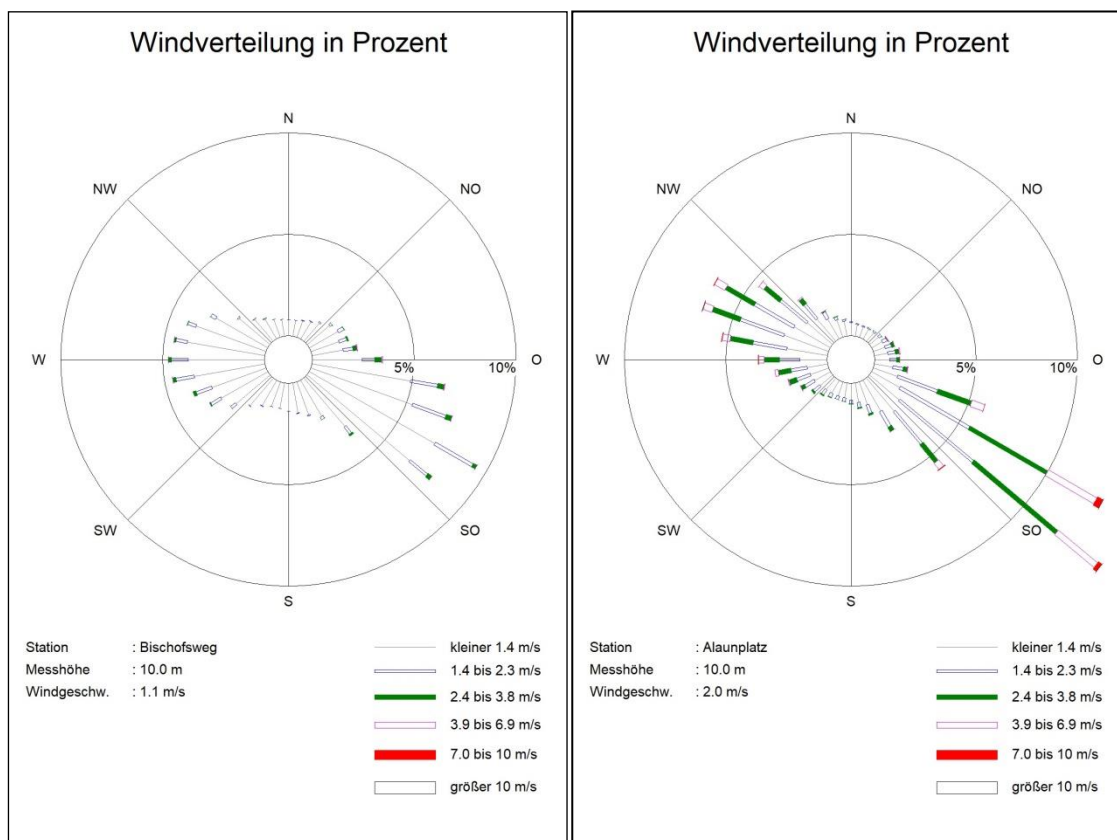 Windverteilung in Prozent
N
NW
NO
W
5%
10%
O
SW
SO
S
Station : Bischofsweg
Messhöhe : 10.0 m
Windgeschw. : 1.1 m/s
kleiner 1.4 m/s
1.4 bis 2.3 m/s
2.4 bis 3.8 m/s
3.9 bis 6.9 m/s
7.0 bis 10 m/s
größer 10 m/s
Windverteilung in Prozent
N
NW
NO
W
5%
10%
O
SW
SO
S
Station : Alaunplatz
Messhöhe : 10.0 m
Windgeschw. : 2.0 m/s
kleiner 1.4 m/s
1.4 bis 2.3 m/s
2.4 bis 3.8 m/s
3.9 bis 6.9 m/s
7.0 bis 10 m/s
größer 10 m/s